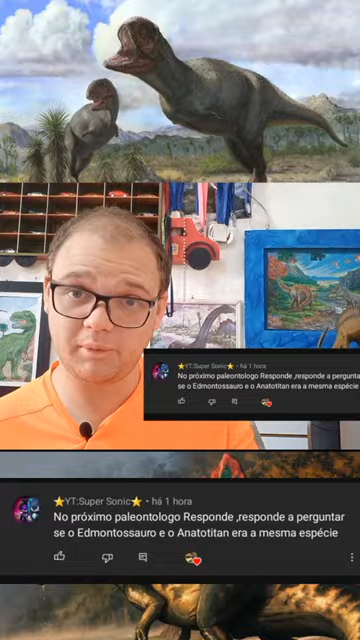 ⭐YT:Super Sonic⭐ • há 1 hora
No próximo paleontologo Responde ,responde a pergunta
se o Edmontossauro e o Anatotitan era a mesma espécie
⭐YT:Super Sonic⭐ • há 1 hora
No próximo paleontologo Responde ,responde a perguntar
se o Edmontossauro e o Anatotitan era a mesma espécie